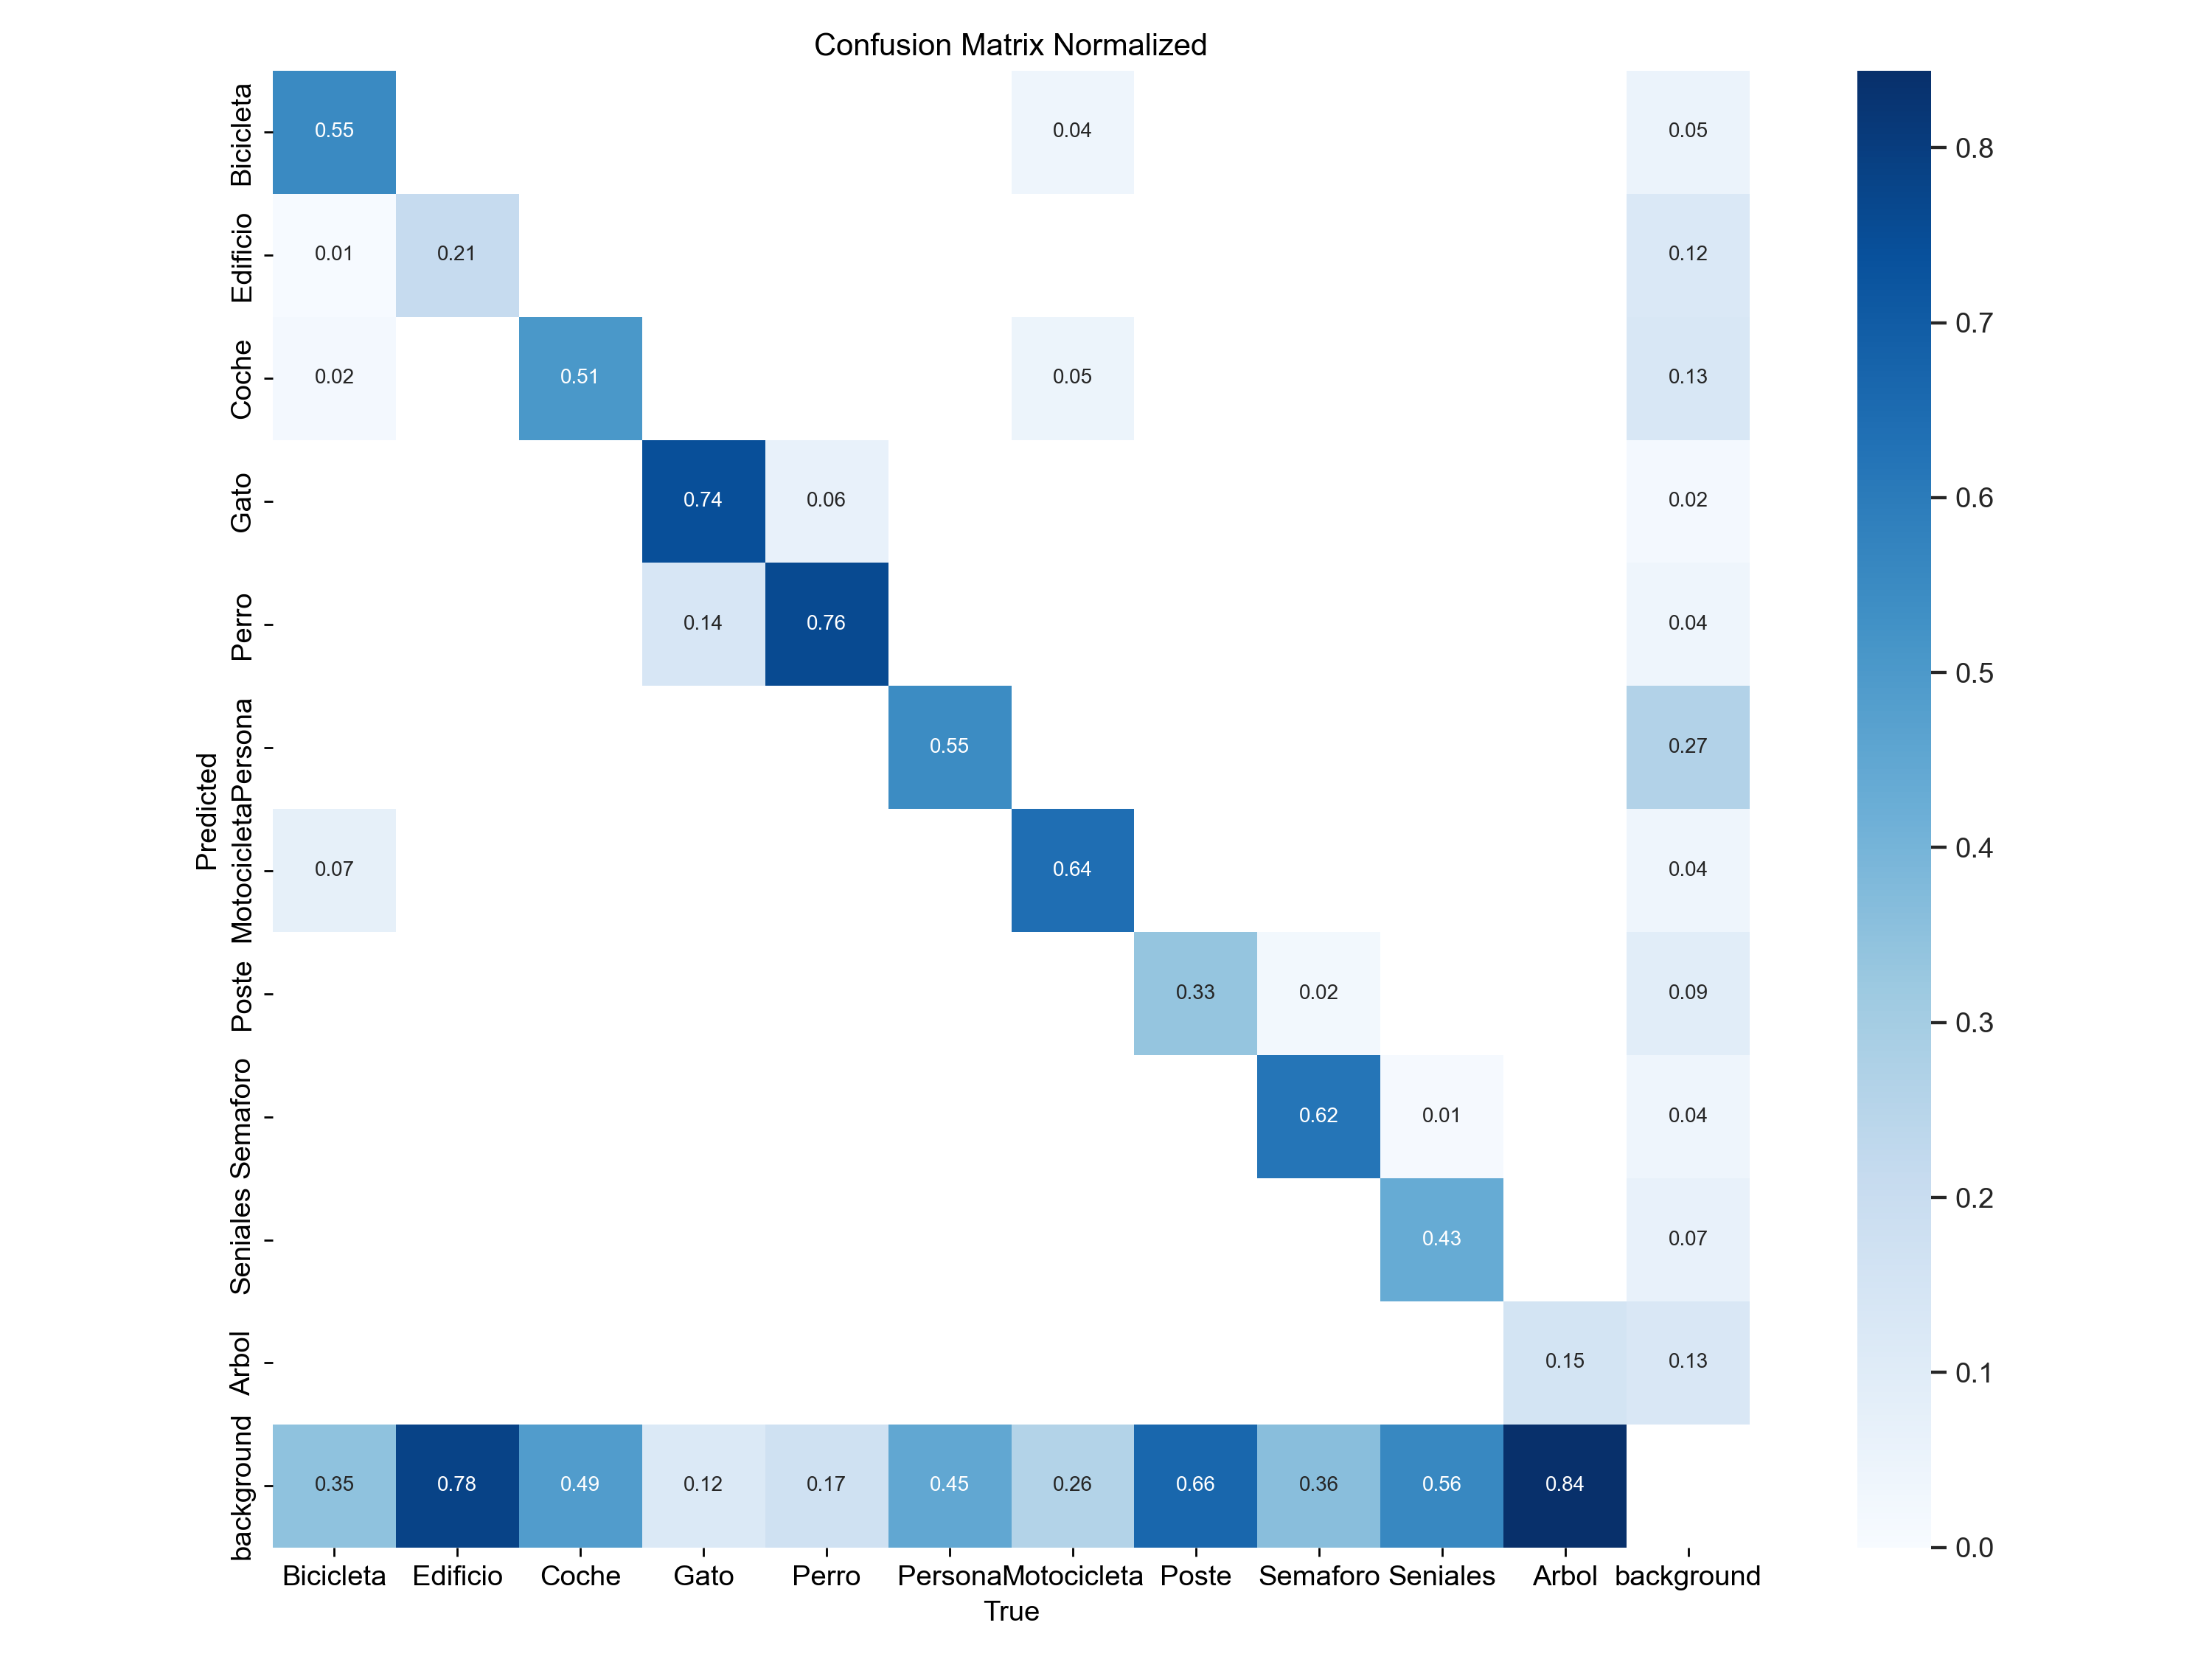 Confusion Matrix Normalized
Bicicleta
0.55
0.04
0.05
0.8
Edificio
0.01
0.21
0.12
0.7
Coche
0.02
0.51
0.05
0.13
Gato
0.74
0.06
0.02
0.6
Perro
0.14
0.76
0.04
0.5
Persona
0.55
0.27
Predicted
Motocicleta
0.07
0.64
0.04
0.4
Poste
0.33
0.02
0.09
0.3
Semaforo
0.62
0.01
0.04
Seniales
0.43
0.07
0.2
Arbol
0.15
0.13
0.1
background
0.35
0.78
0.49
0.12
0.17
0.45
0.26
0.66
0.36
0.56
0.84
0.0
Bicicleta
Edificio
Coche
Gato
Perro
Persona
Motocicleta
Poste
Semaforo
Seniales
Arbol
background
True